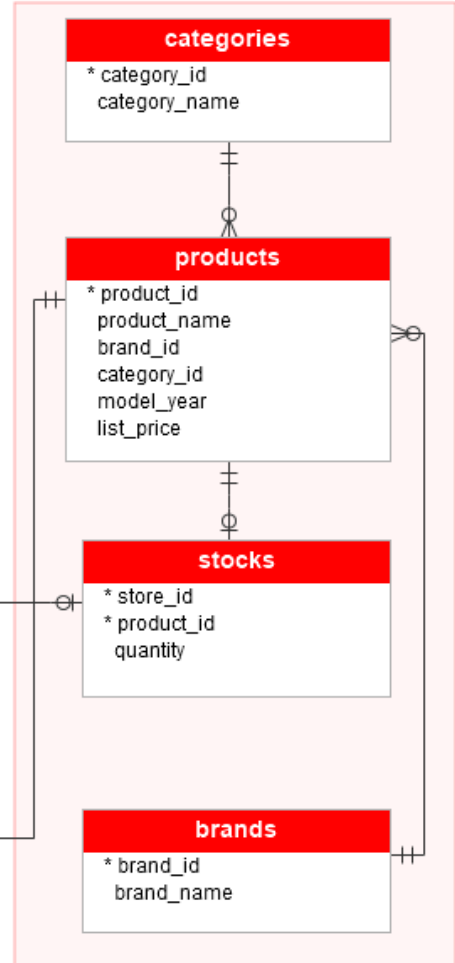 categories
* category_id
category_name
products
* product_id
product_name
brand_id
category_id
model_year
list_price
stocks
* store_id
* product_id
quantity
brands
* brand_id
brand_name